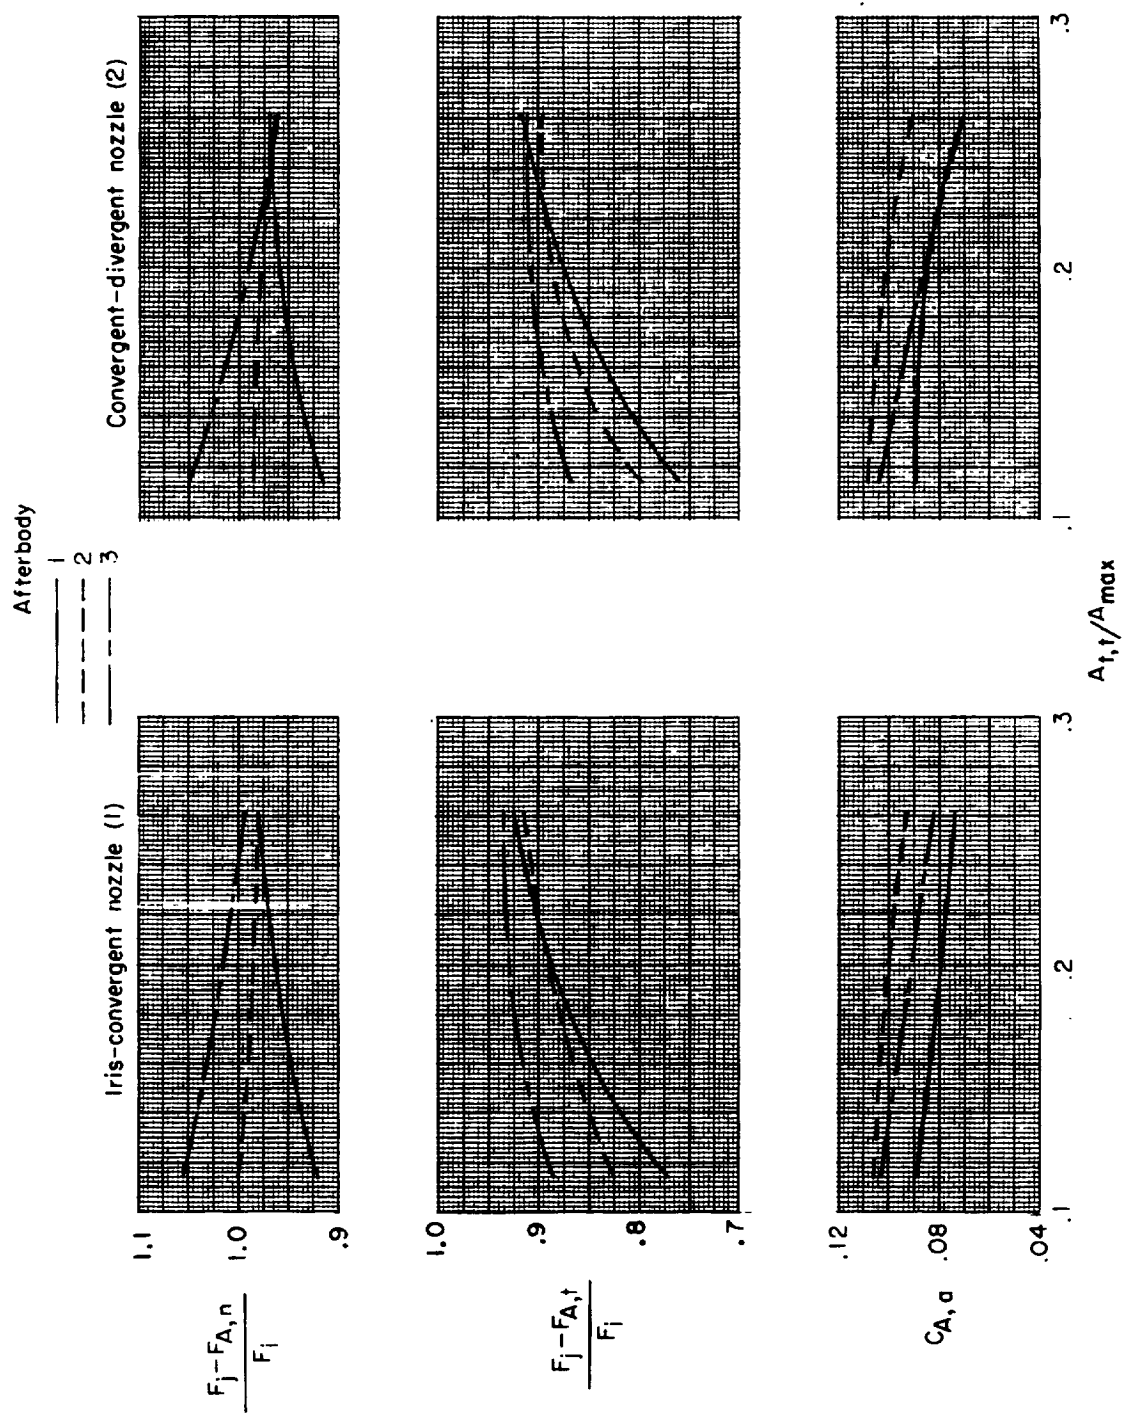 Afterbody
1
2
3
Iris-convergent nozzle (1)
Convergent-divergent nozzle (2)
1.1
1.0
.9
Fj-FA,n
Fi
1.0
.9
.8
.7
Fj-FA,t
Fi
.12
.08
.04
CA,a
.1
.2
.3
.1
.2
.3
At,t/Amax